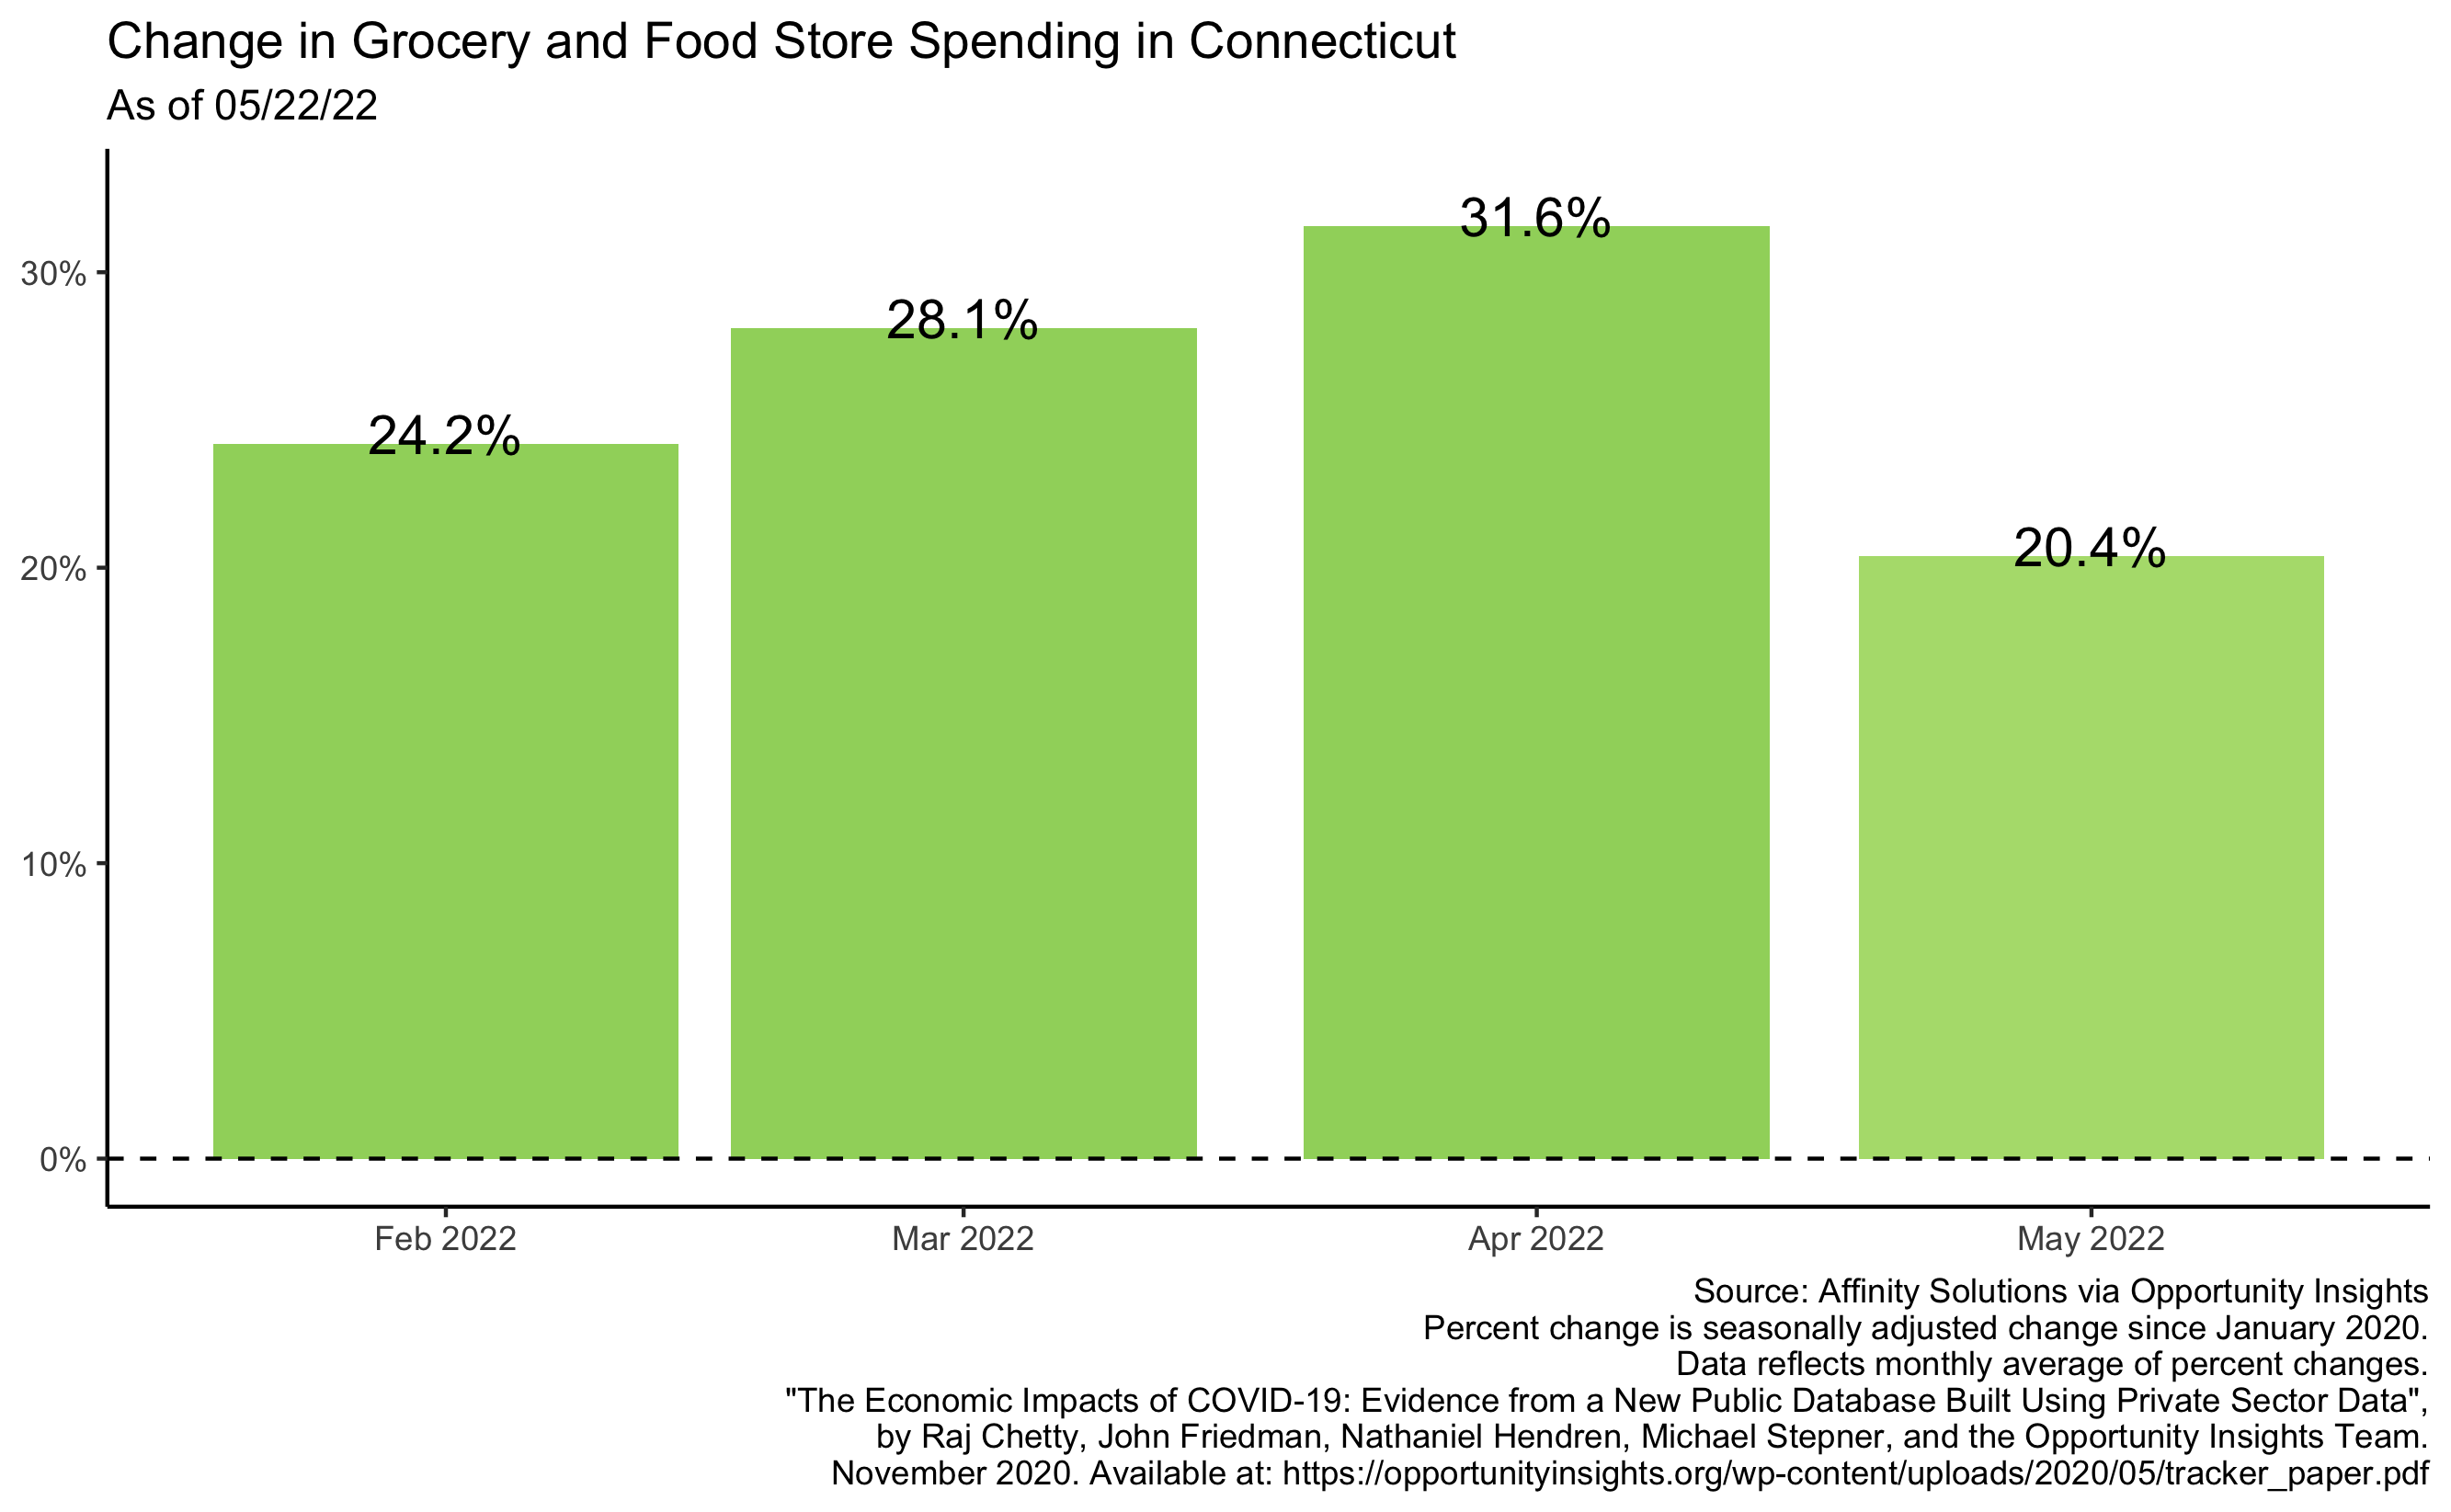 Change in Grocery and Food Store Spending in Connecticut
As of 05/22/22
31.6%
30%
28.1%
24.2%
20.4%
20%
10%
0%
Feb 2022
Mar 2022
Apr 2022
May 2022
Source: Affinity Solutions via Opportunity Insights
Percent change is seasonally adjusted change since January 2020.
Data reflects monthly average of percent changes.
"The Economic Impacts of COVID-19: Evidence from a New Public Database Built Using Private Sector Data",
by Raj Chetty, John Friedman, Nathaniel Hendren, Michael Stepner, and the Opportunity Insights Team.
November 2020. Available at: https://opportunityinsights.org/wp-content/uploads/2020/05/tracker_paper.pdf